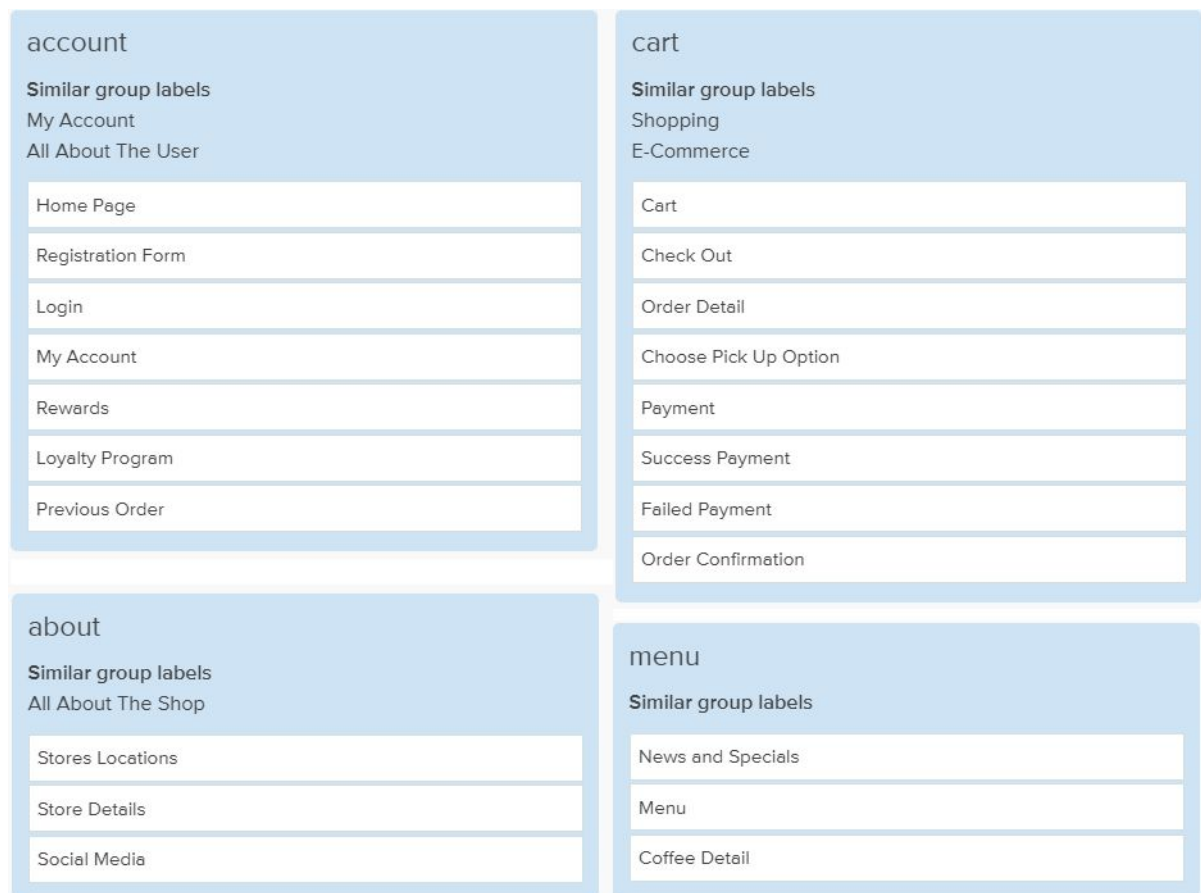 account
Similar group labels
My Account
All About The User
Home Page
Registration Form
Login
My Account
Rewards
Loyalty Program
Previous Order
cart
Similar group labels
Shopping
E-Commerce
Cart
Check Out
Order Detail
Choose Pick Up Option
Payment
Success Payment
Failed Payment
Order Confirmation
about
Similar group labels
All About The Shop
Stores Locations
Store Details
Social Media
menu
Similar group labels
News and Specials
Menu
Coffee Detail